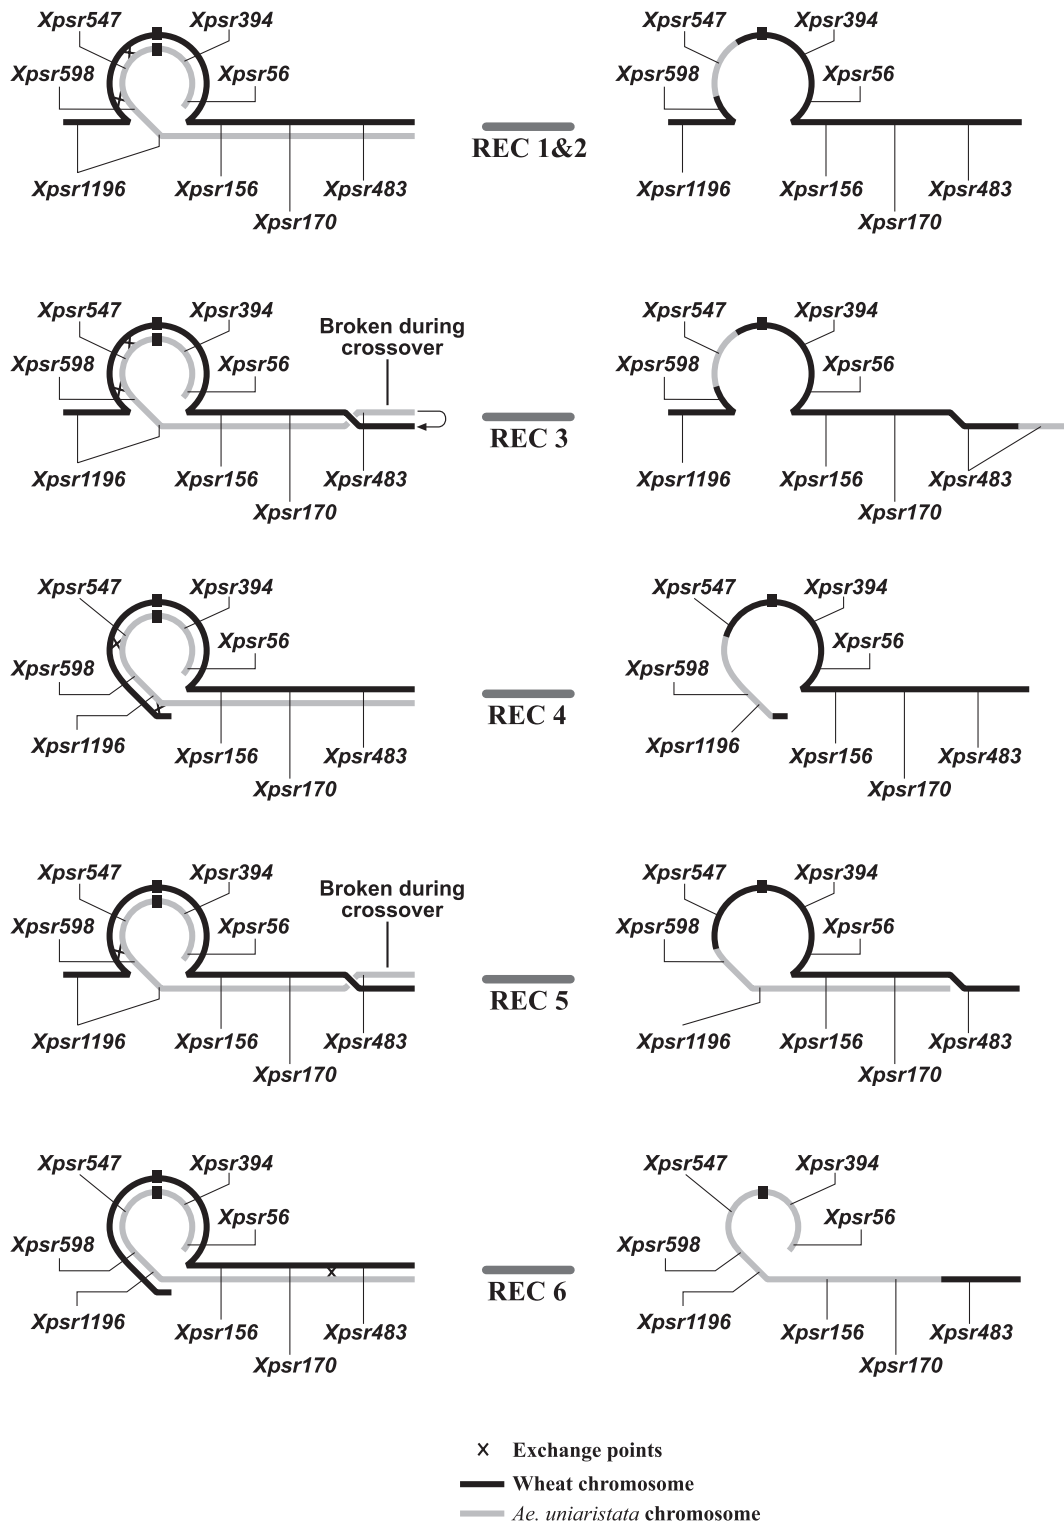 Xpsr547 Xpsr394 Xpsr547 Xpsr394
Xpsr598 Xpsr56 Xpsr598 Xpsr56
REC 1&2
Xpsr1196 Xpsr156 Xpsr483 Xpsr1196 Xpsr156 Xpsr483
Xpsr170 Xpsr170
Xpsr547 Xpsr394 Xpsr547 Xpsr394
Broken during
crossover
Xpsr598 Xpsr56 Xpsr598 Xpsr56
REC 3
Xpsr1196 Xpsr156 Xpsr483 Xpsr1196 Xpsr156 Xpsr483
Xpsr170 Xpsr170
Xpsr547 Xpsr394 Xpsr547 Xpsr394
Xpsr598 Xpsr56 Xpsr598 Xpsr56
REC 4
Xpsr1196 Xpsr156 Xpsr483 Xpsr1196 Xpsr156 Xpsr483
Xpsr170 Xpsr170
Xpsr547 Xpsr394 Xpsr547 Xpsr394
Broken during
crossover
Xpsr598 Xpsr56 Xpsr598 Xpsr56
REC 5
Xpsr1196 Xpsr156 Xpsr483 Xpsr1196 Xpsr156 Xpsr483
Xpsr170 Xpsr170
Xpsr547 Xpsr394 Xpsr547 Xpsr394
Xpsr598 Xpsr56 Xpsr598 Xpsr56
REC 6
Xpsr1196 Xpsr156 Xpsr483 Xpsr1196 Xpsr156 Xpsr483
Xpsr170 Xpsr170
x Exchange points
Wheat chromosome
Ae. uniaristata chromosome